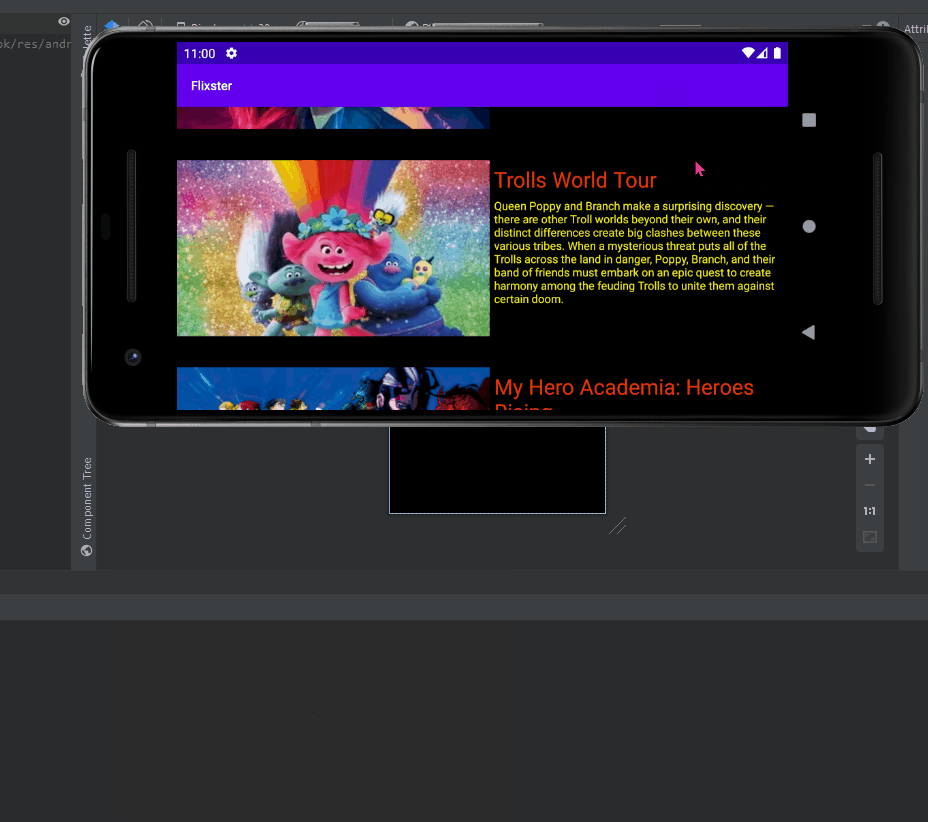 ok/res/andr
Attri
11:00
Flixster
Trolls World Tour
Queen Poppy and Branch make a surprising discovery —
there are other Troll worlds beyond their own, and their
distinct differences create big clashes between these
various tribes. When a mysterious threat puts all of the
Trolls across the land in danger, Poppy, Branch, and their
band of friends must embark on an epic quest to create
harmony among the feuding Trolls to unite them against
certain doom.
My Hero Academia: Heroes
Rising
Component Tree
1:1